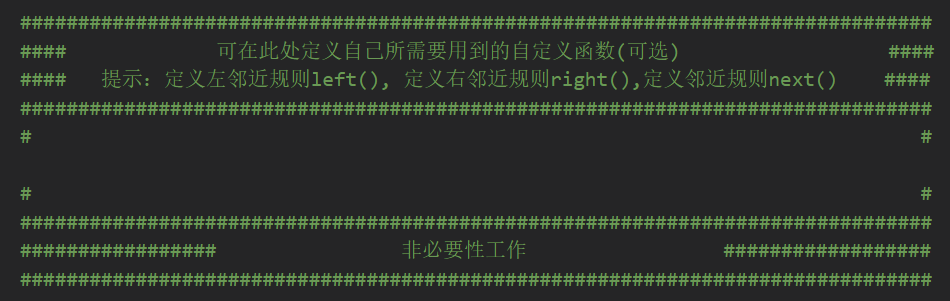 ###############################################################################
####             可在此处定义自己所需要用到的自定义函数(可选)                  ####
####   提示: 定义左邻近规则left(), 定义右邻近规则right(),定义邻近规则next()    ####
###############################################################################
#                                                                             #
#                                                                             #
###############################################################################
#################                非必要性工作                 ##################
###############################################################################